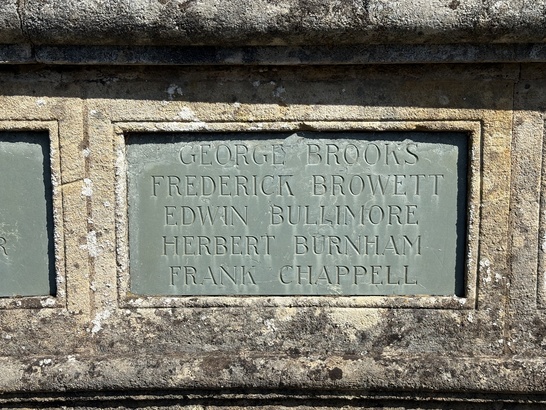 GEORGE BROOKS
FREDERICK BROWETT
EDWIN BULLIMORE
HERBERT BURNHAM
FRANK CHAPPELL